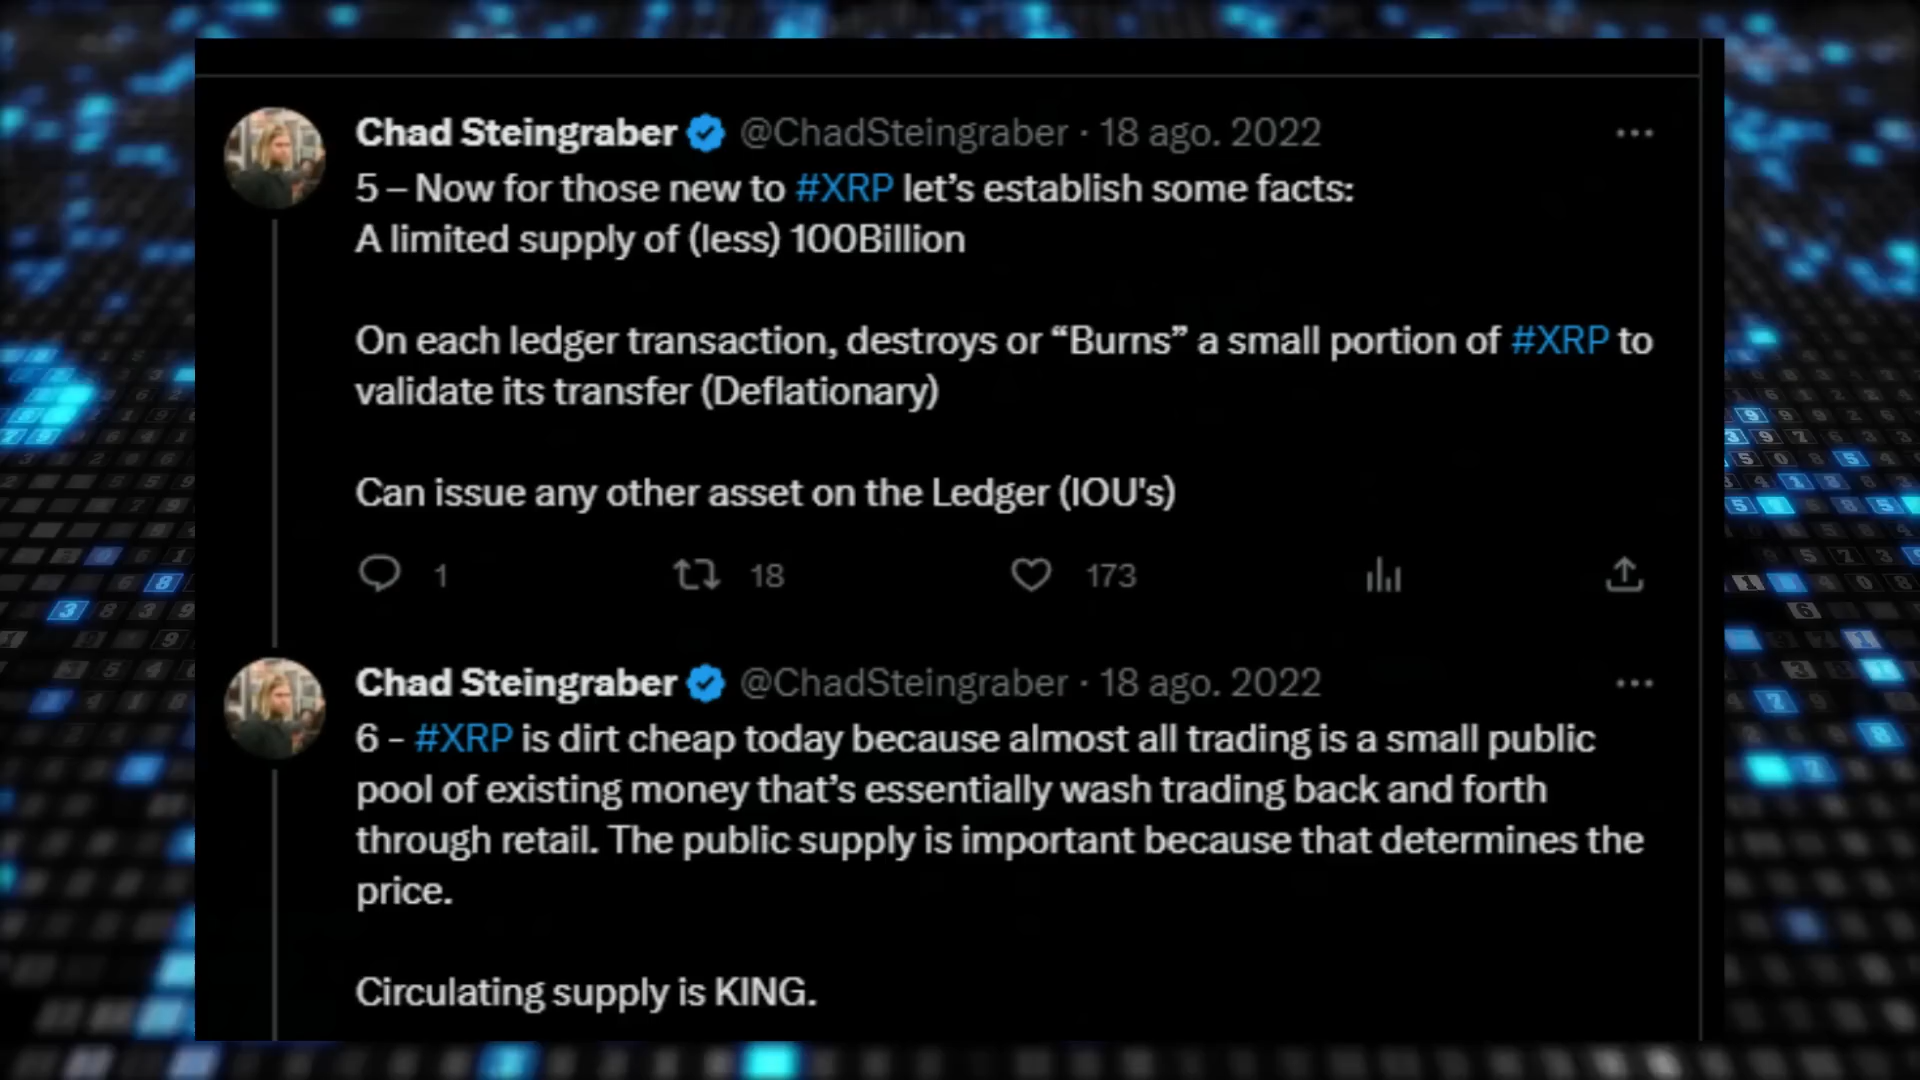 Chad Steingraber @ChadSteingraber · 18 ago. 2022
5 – Now for those new to #XRP let’s establish some facts:
A limited supply of (less) 100Billion
On each ledger transaction, destroys or “Burns” a small portion of #XRP to
validate its transfer (Deflationary)
Can issue any other asset on the Ledger (IOU's)
1 18 173
Chad Steingraber @ChadSteingraber · 18 ago. 2022
6 - #XRP is dirt cheap today because almost all trading is a small public
pool of existing money that’s essentially wash trading back and forth
through retail. The public supply is important because that determines the
price.
Circulating supply is KING.